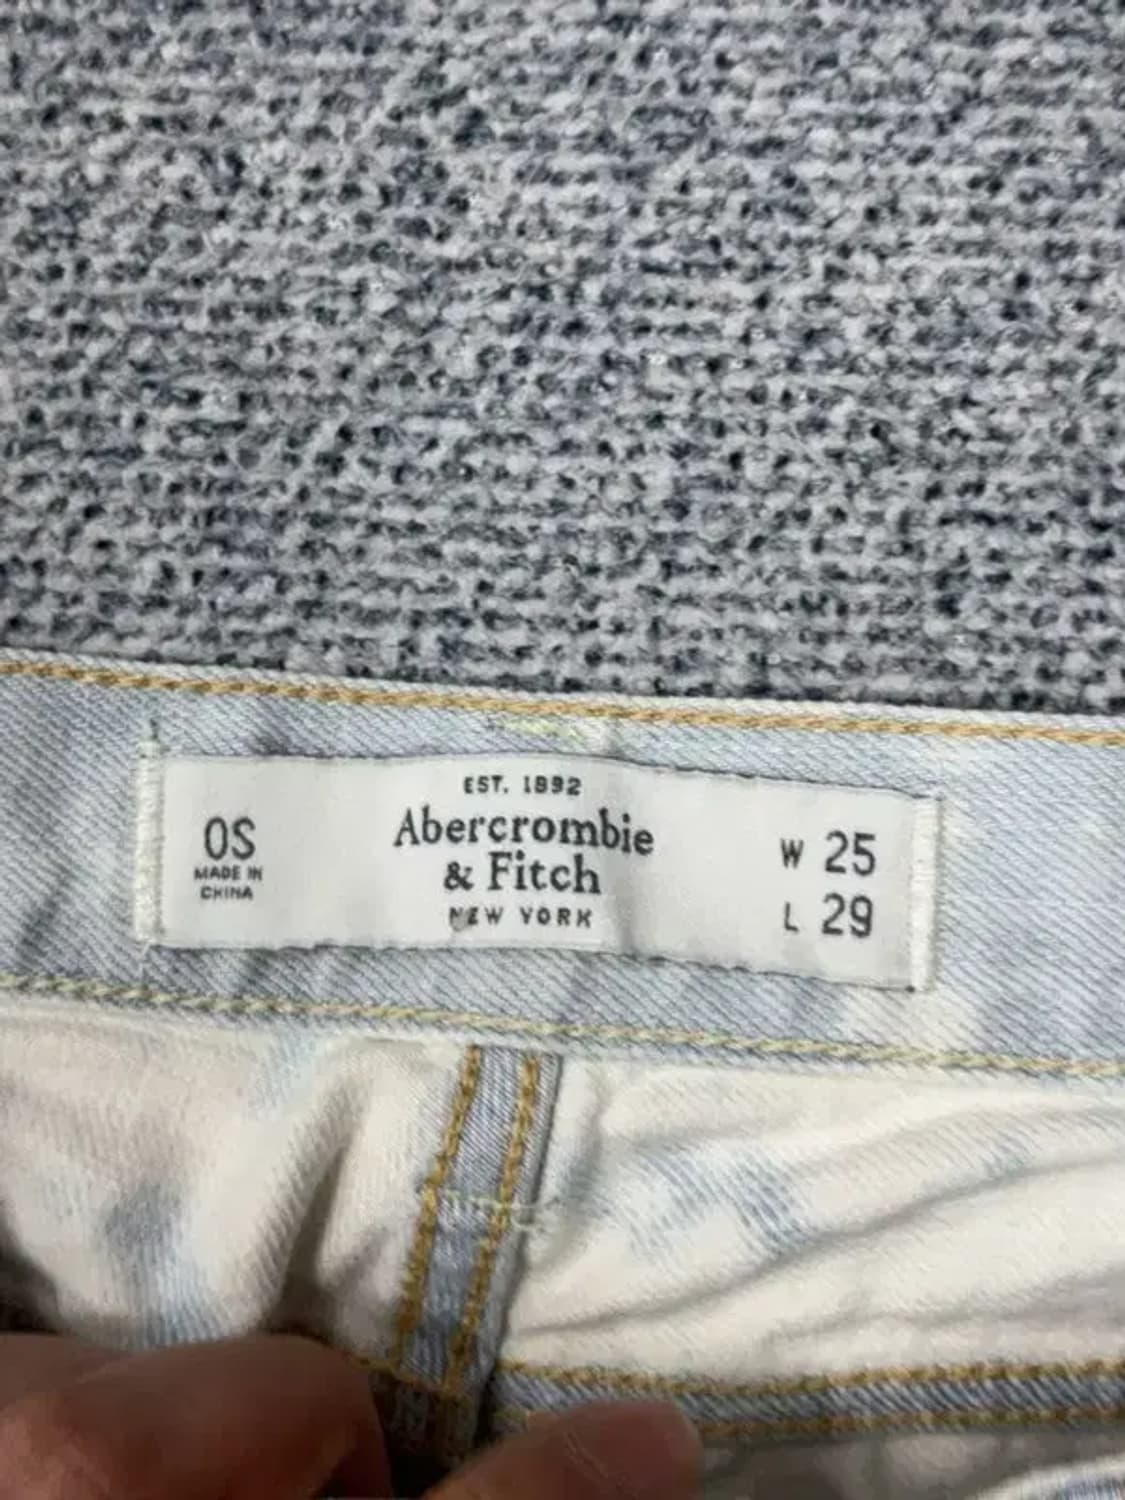 EST. 1892
Abercrombie
& Fitch
NEW YORK
0S
MADE IN
CHINA
W 25
L 29